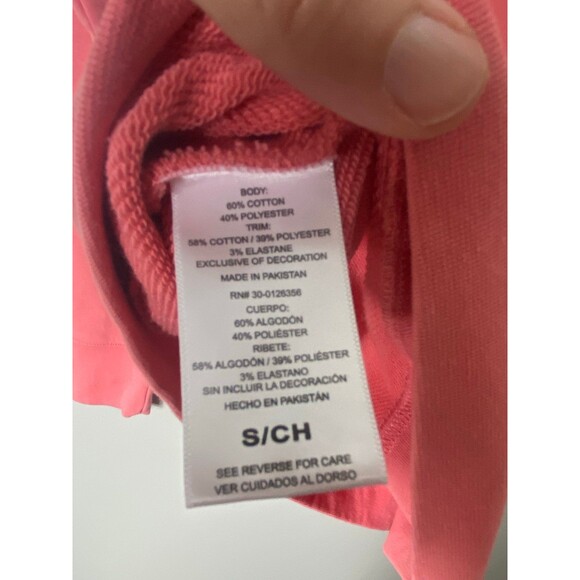 BODY:
60% COTTON
40% POLYESTER
TRIM:
58% COTTON / 39% POLYESTER
3% ELASTANE
EXCLUSIVE OF DECORATION
MADE IN PAKISTAN
RN# 30-0126356
CUERPO:
60% ALGODÓN
40% POLIÉSTER
RIBETE:
58% ALGODÓN / 39% POLIÉSTER
3% ELASTANO
SIN INCLUIR LA DECORACIÓN
HECHO EN PAKISTÁN
S/CH
SEE REVERSE FOR CARE
VER CUIDADOS AL DORSO